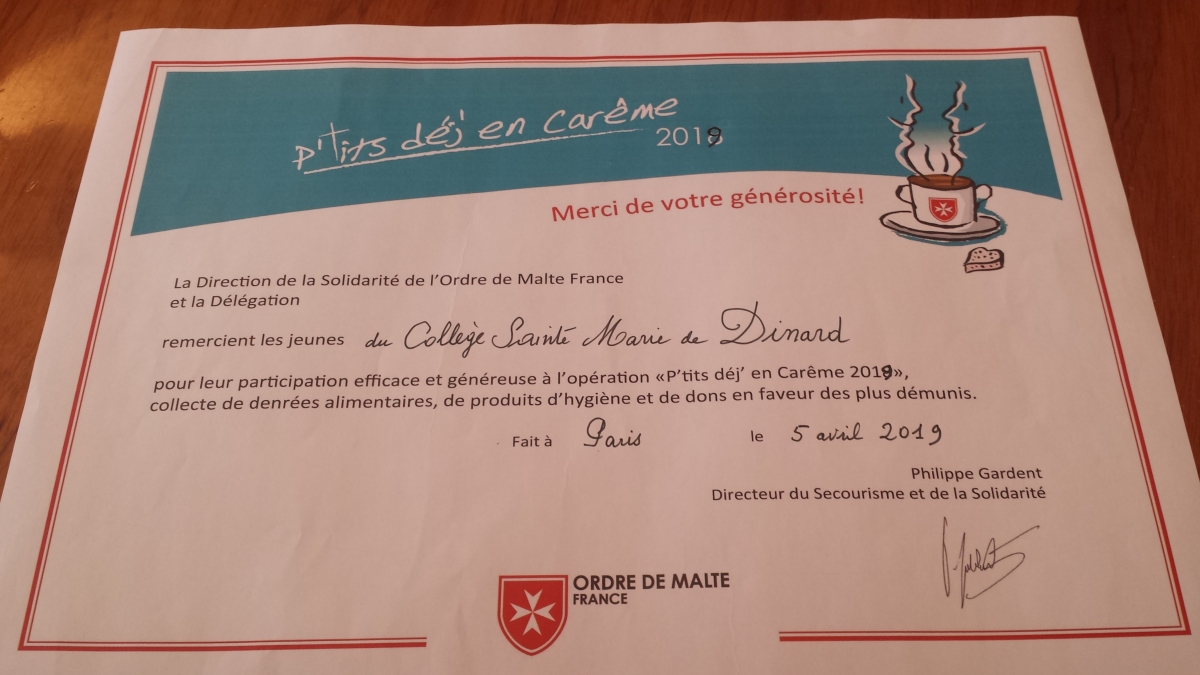 p'tits déj' en carême
2019
Merci de votre générosité!
La Direction de la Solidarité de l'Ordre de Malte France
et la Délégation
remercient les jeunes du Collège Sainte Marie de Dinard
pour leur participation efficace et généreuse à l'opération «P'tits déj' en Carême 2019»,
collecte de denrées alimentaires, de produits d'hygiène et de dons en faveur des plus démunis.
Fait à Paris le 5 avril 2019
Philippe Gardent
Directeur du Secourisme et de la Solidarité
ORDRE DE MALTE
FRANCE